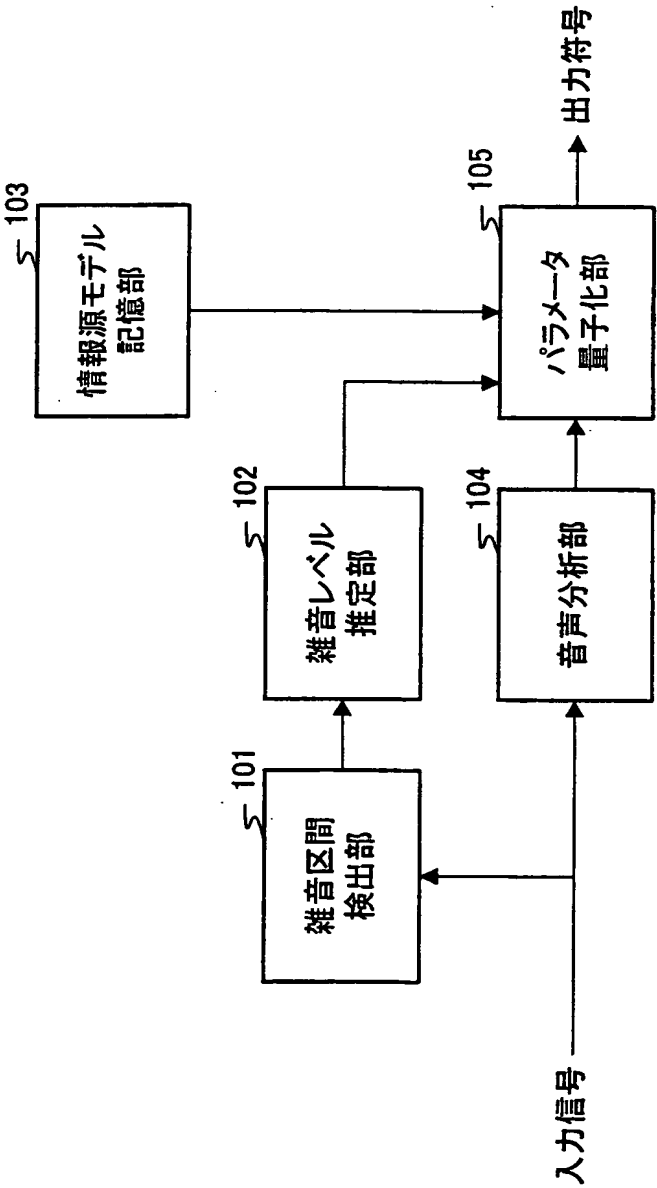 103
情報源モデル
記憶部
101
雑音区間
検出部
102
雑音レベル
推定部
入力信号
104
音声分析部
105
パラメータ
量子化部
出力符号